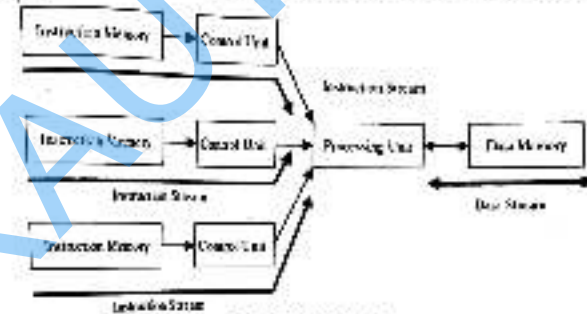 Instruction Memory
Control Unit
Instruction Stream
Instruction Memory
Control Unit
Processing Unit
Data Memory
Instruction Stream
Data Stream
Instruction Memory
Control Unit
Instruction Stream